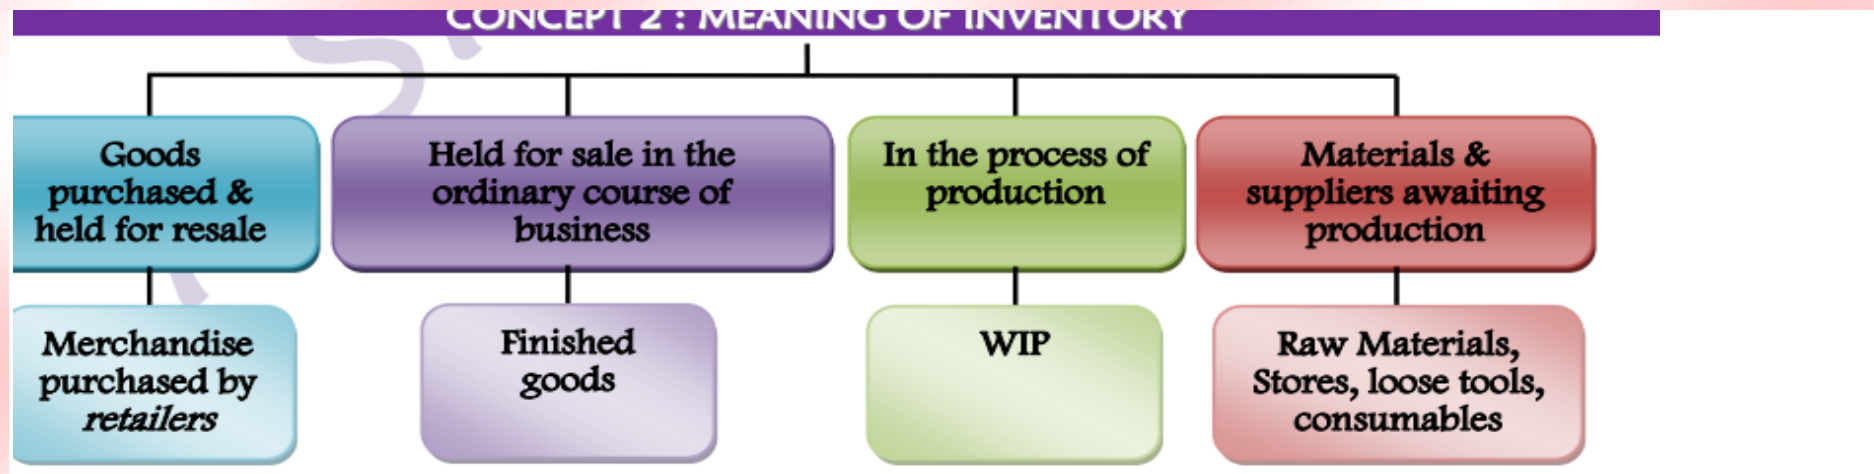 CONCEPT 2 : MEANING OF INVENTORY
Goods
purchased &
held for resale
Held for sale in the
ordinary course of
business
In the process of
production
Materials &
suppliers awaiting
production
Merchandise
purchased by
retailers
Finished
goods
WIP
Raw Materials,
Stores, loose tools,
consumables